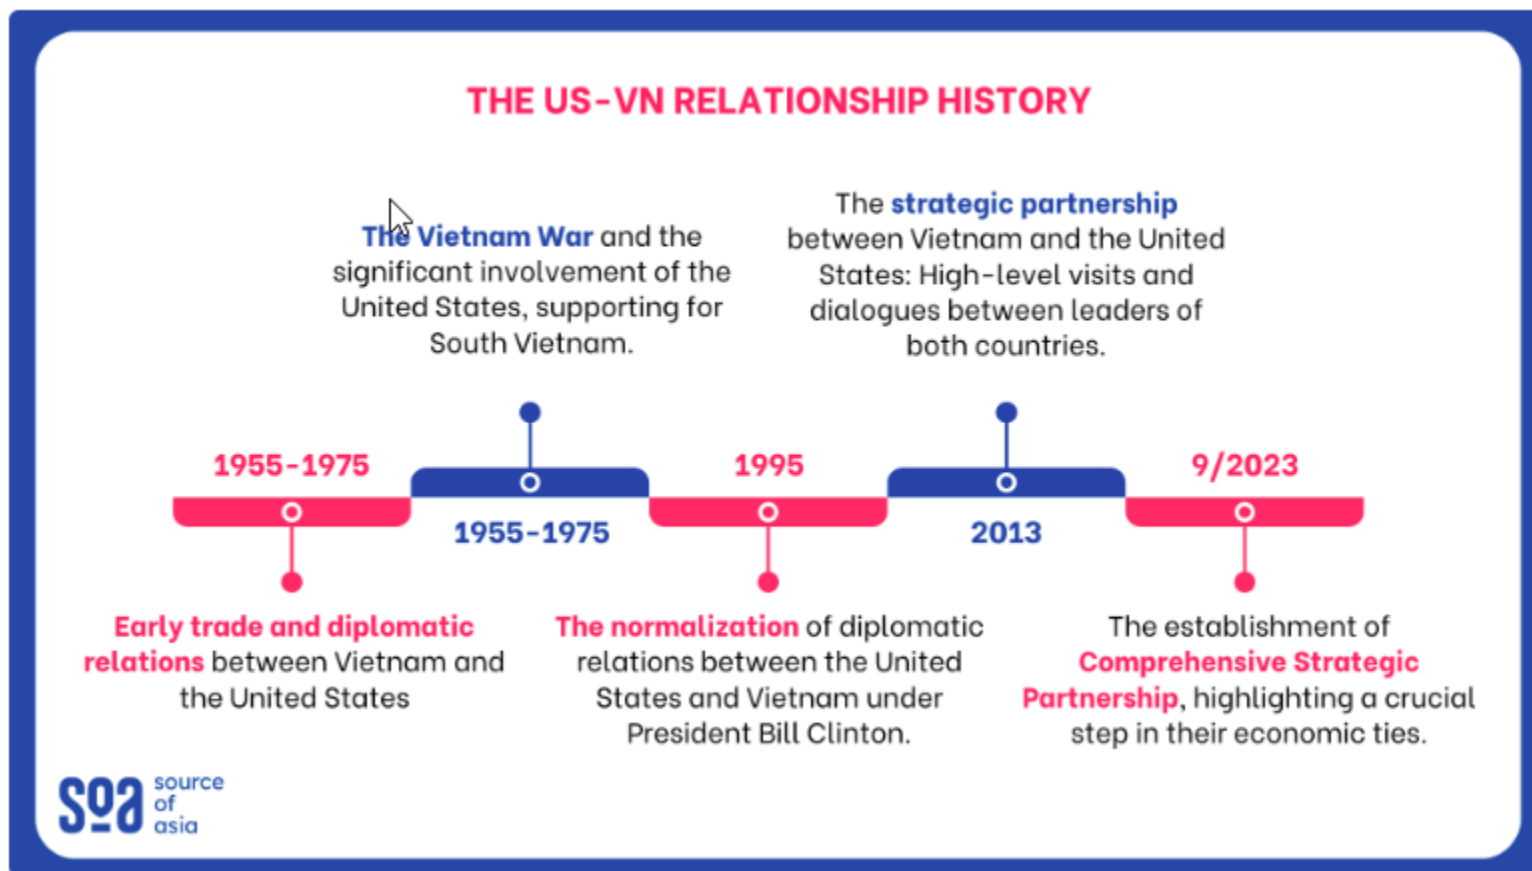 THE US-VN RELATIONSHIP HISTORY
The Vietnam War and the
significant involvement of the
United States, supporting for
South Vietnam.
The strategic partnership
between Vietnam and the United
States: High-level visits and
dialogues between leaders of
both countries.
1955-1975
1955-1975
1995
2013
9/2023
Early trade and diplomatic
relations between Vietnam and
the United States
The normalization of diplomatic
relations between the United
States and Vietnam under
President Bill Clinton.
The establishment of
Comprehensive Strategic
Partnership, highlighting a crucial
step in their economic ties.
soa
source
of
asia